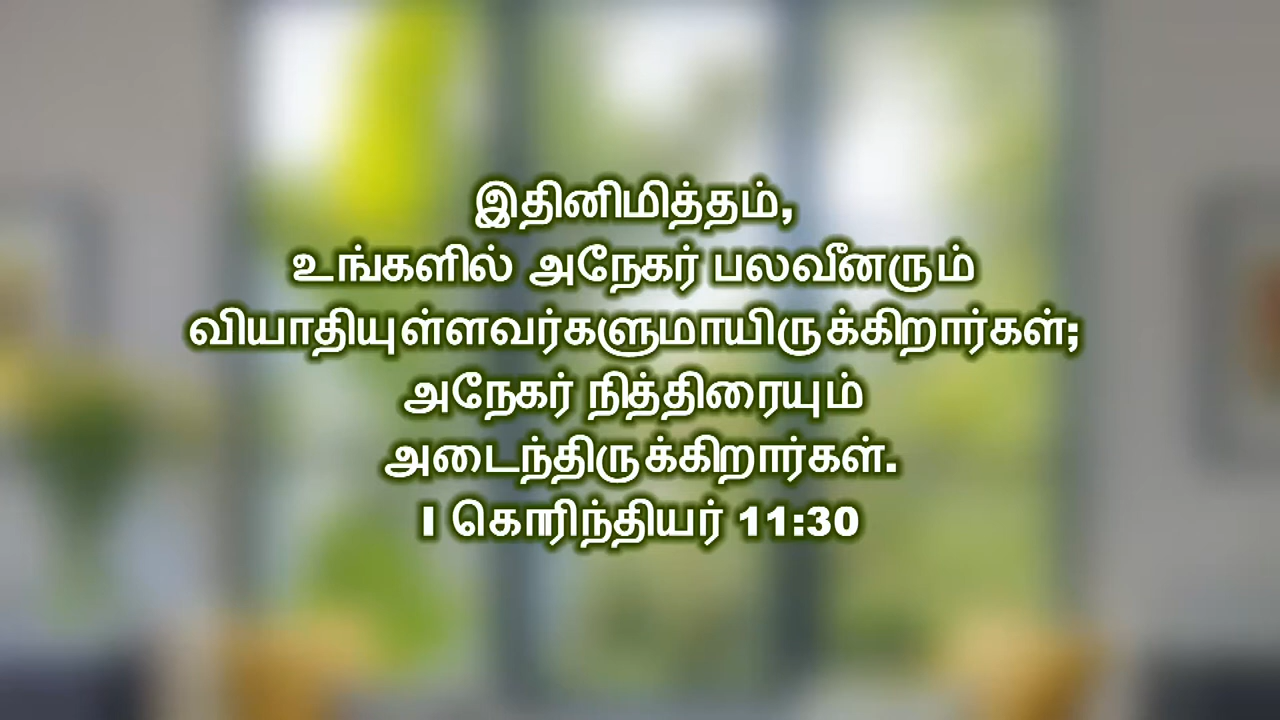 இதினிமித்தம்,
உங்களில் அநேகர் பலவீனரும்
வியாதியுள்ளவர்களுமாயிருக்கிறார்கள்;
அநேகர் நித்திரையும்
அடைந்திருக்கிறார்கள்.
I கொரிந்தியர் 11:30